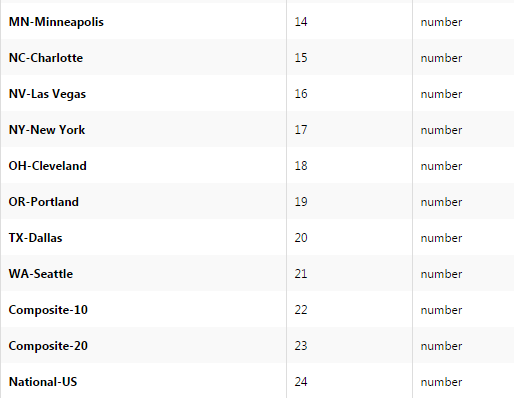 MN-Minneapolis 14 number
NC-Charlotte 15 number
NV-Las Vegas 16 number
NY-New York 17 number
OH-Cleveland 18 number
OR-Portland 19 number
TX-Dallas 20 number
WA-Seattle 21 number
Composite-10 22 number
Composite-20 23 number
National-US 24 number